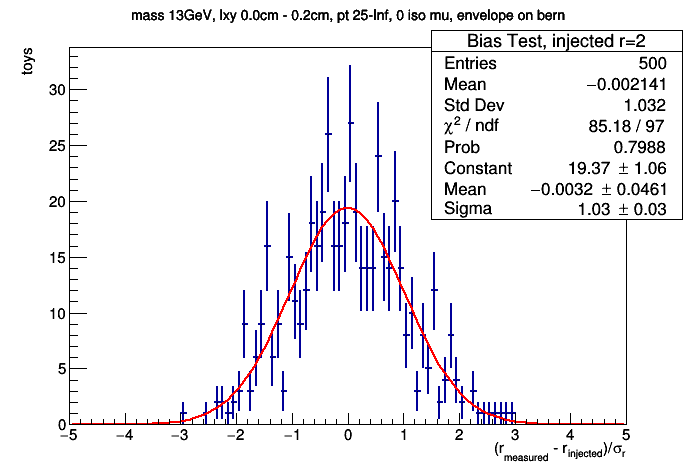 mass 13GeV, lxy 0.0cm - 0.2cm, pt 25-Inf, 0 iso mu, envelope on bern
toys
Bias Test, injected r=2
Entries 500
Mean −0.002141
Std Dev 1.032
χ² / ndf 85.18 / 97
Prob 0.7988
Constant 19.37 ± 1.06
Mean −0.0032 ± 0.0461
Sigma 1.03 ± 0.03
30
25
20
15
10
5
0
−5 −4 −3 −2 −1 0 1 2 3 4 5
(r_measured - r_injected)/σ_r